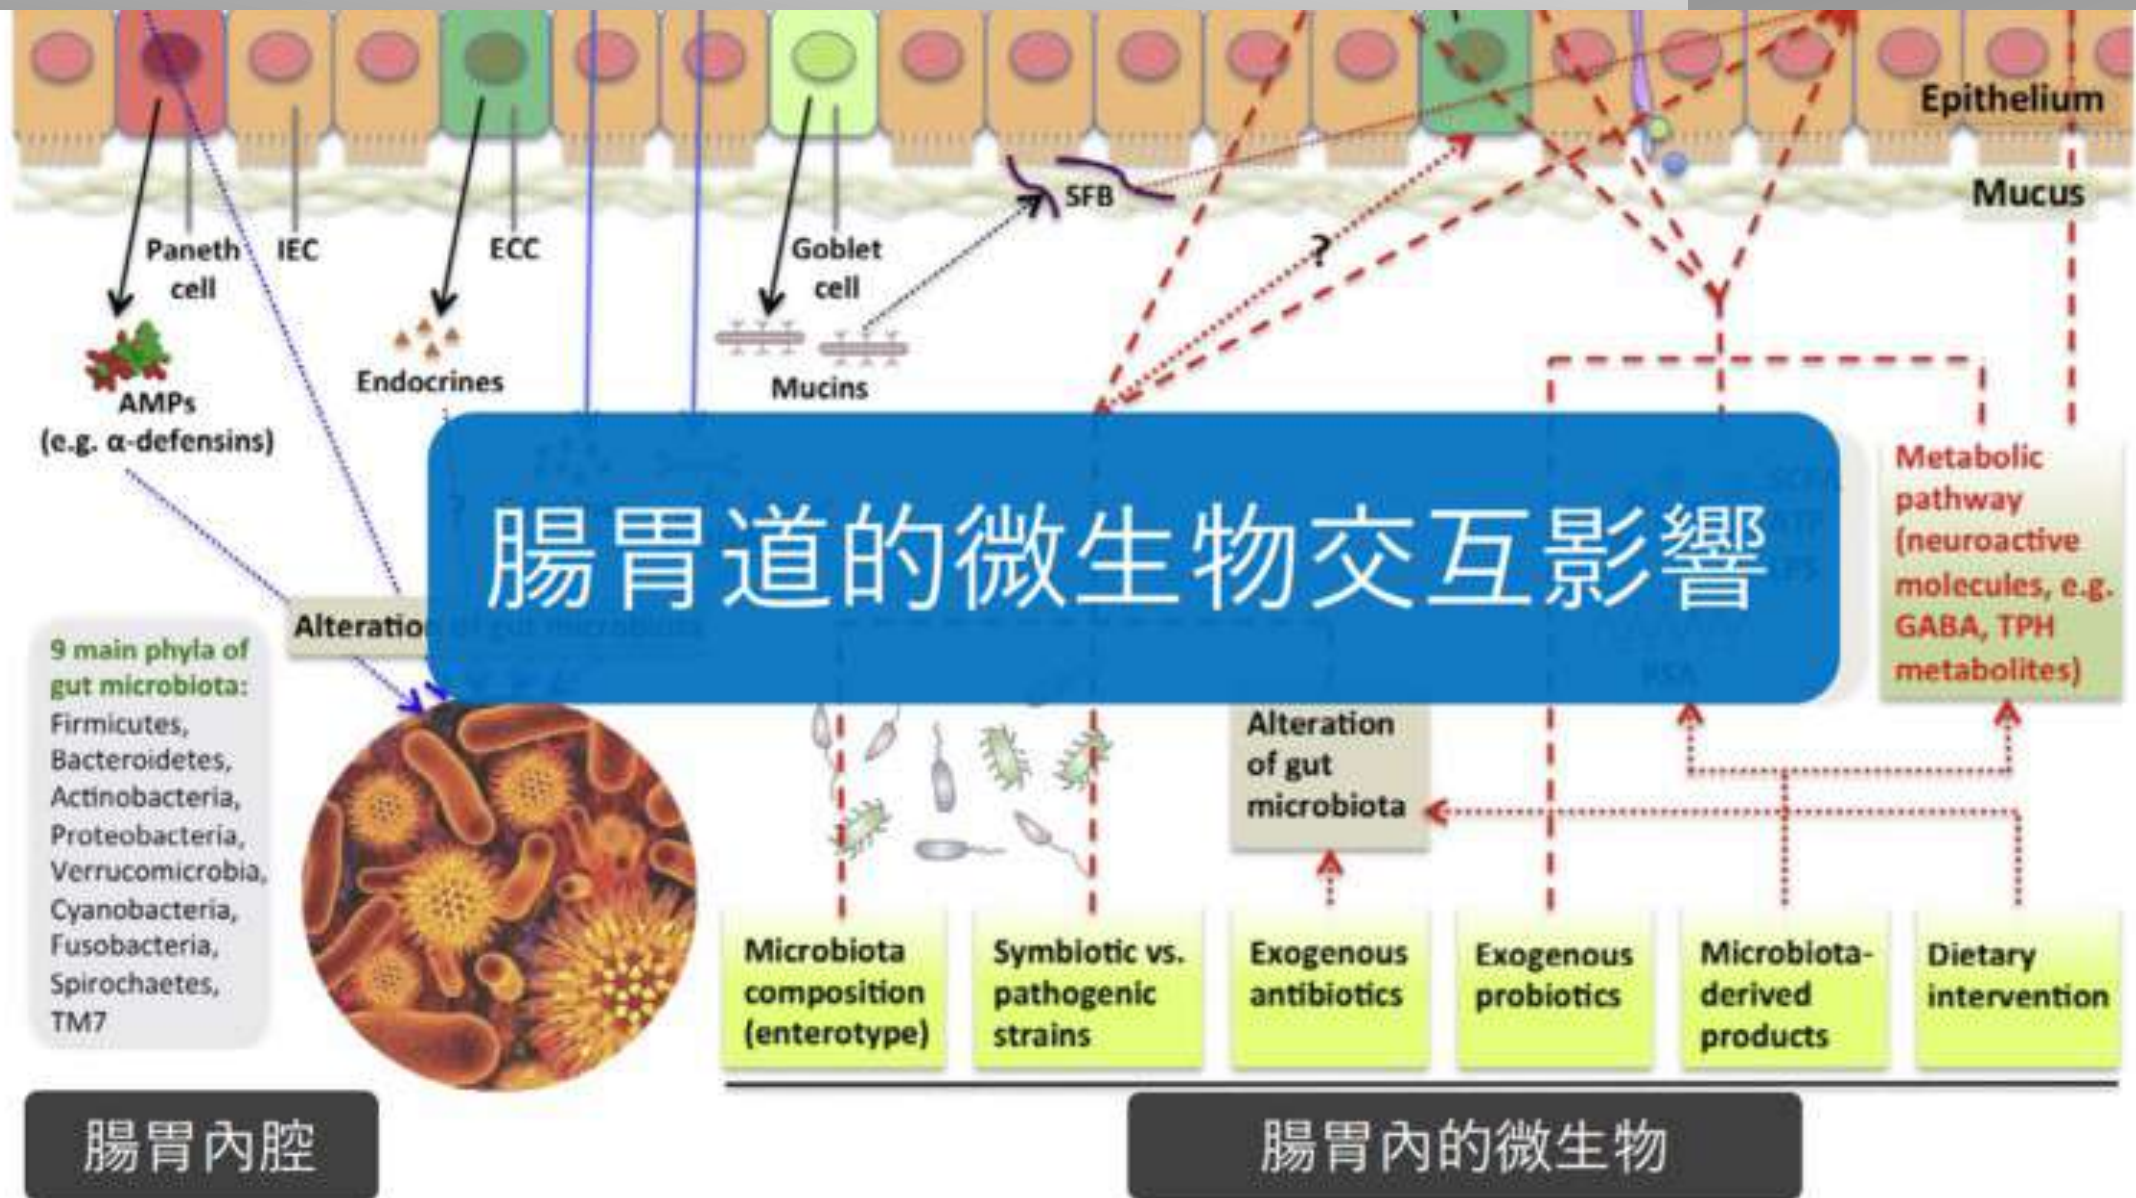 Epithelium
Mucus
SFB
?
Paneth
cell
IEC
ECC
Goblet
cell
AMPs
(e.g. α-defensins)
Endocrines
Mucins
腸胃道的微生物交互影響
Metabolic
pathway
(neuroactive
molecules, e.g.
GABA, TPH
metabolites)
Alteration of gut microbiota
9 main phyla of
gut microbiota:
Firmicutes,
Bacteroidetes,
Actinobacteria,
Proteobacteria,
Verrucomicrobia,
Cyanobacteria,
Fusobacteria,
Spirochaetes,
TM7
Alteration
of gut
microbiota
Microbiota
composition
(enterotype)
Symbiotic vs.
pathogenic
strains
Exogenous
antibiotics
Exogenous
probiotics
Microbiota-
derived
products
Dietary
intervention
腸胃內腔
腸胃內的微生物